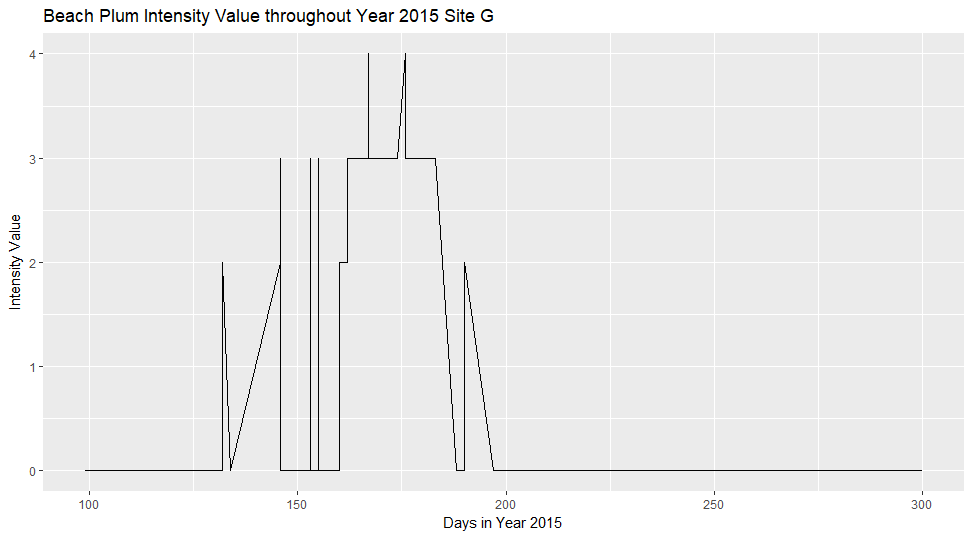 Beach Plum Intensity Value throughout Year 2015 Site G
4
3
2
1
0
Intensity Value
100 150 200 250 300
Days in Year 2015